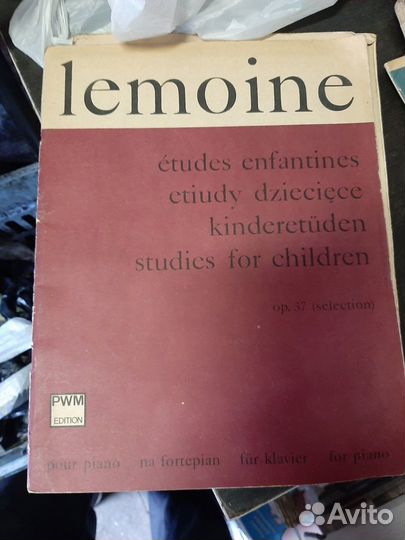 lemoine
études enfantines
etiudy dziecięce
kinderetüden
studies for children
op. 37 (selection)
PWM
EDITION
pour piano na fortepian für klavier for piano
Avito